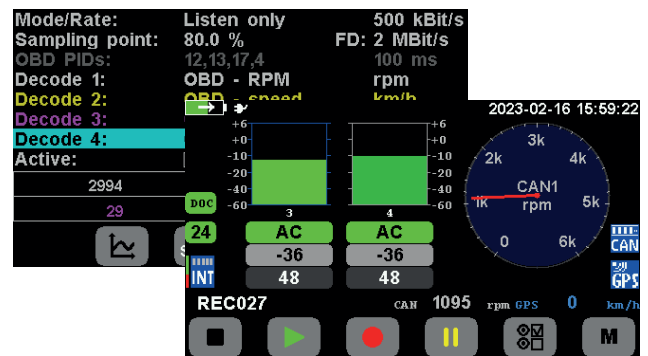 Mode/Rate: Listen only 500 kBit/s
Sampling point: 80.0 % FD: 2 MBit/s
OBD PIDs: 12,13,17,4 100 ms
Decode 1: OBD - RPM rpm
Decode 2: OBD - speed km/h
Decode 3:
Decode 4:
Active:
2994
29
2023-02-16 15:59:22
+6 +6
+0 +0
-10 -10
-20 -20
-40 -40
-60 -60
3 4
DOC
24 AC AC
-36 -36
INT 48 48
3k
2k 4k
CAN1
1k rpm 5k
0 6k
CAN
GPS
REC027 CAN 1095 rpm GPS 0 km/h
M